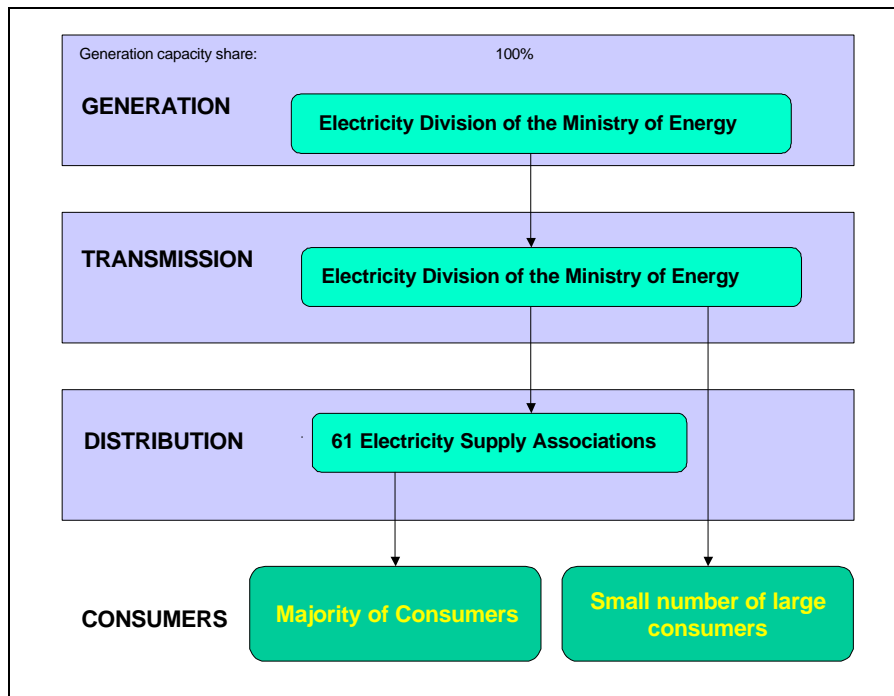 Generation capacity share: 100%
GENERATION
Electricity Division of the Ministry of Energy
TRANSMISSION
Electricity Division of the Ministry of Energy
DISTRIBUTION
61 Electricity Supply Associations
CONSUMERS
Majority of Consumers
Small number of large
consumers